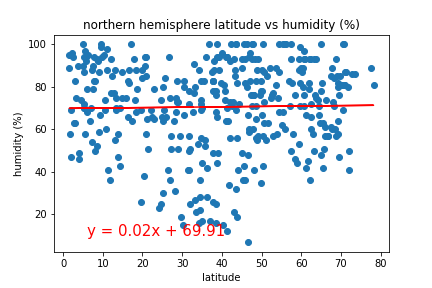 northern hemisphere latitude vs humidity (%)
100
80
60
40
20
humidity (%)
y = 0.02x + 69.91
0 10 20 30 40 50 60 70 80
latitude